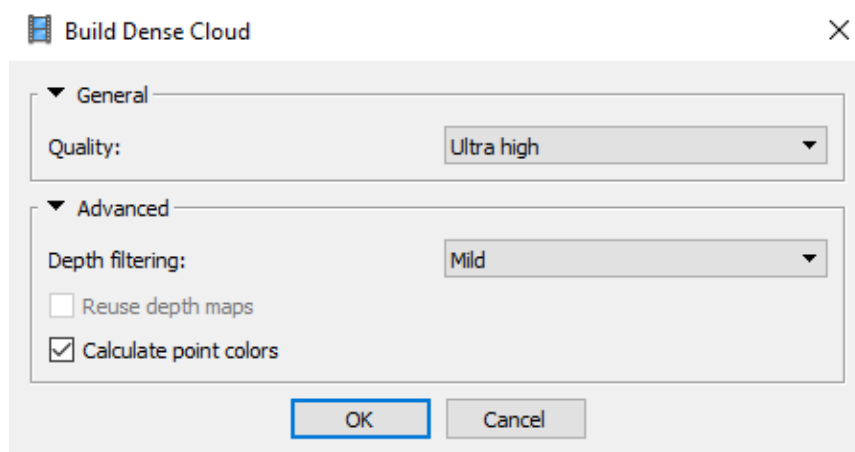 Build Dense Cloud
General
Quality: Ultra high
Advanced
Depth filtering: Mild
Reuse depth maps
Calculate point colors
OK Cancel